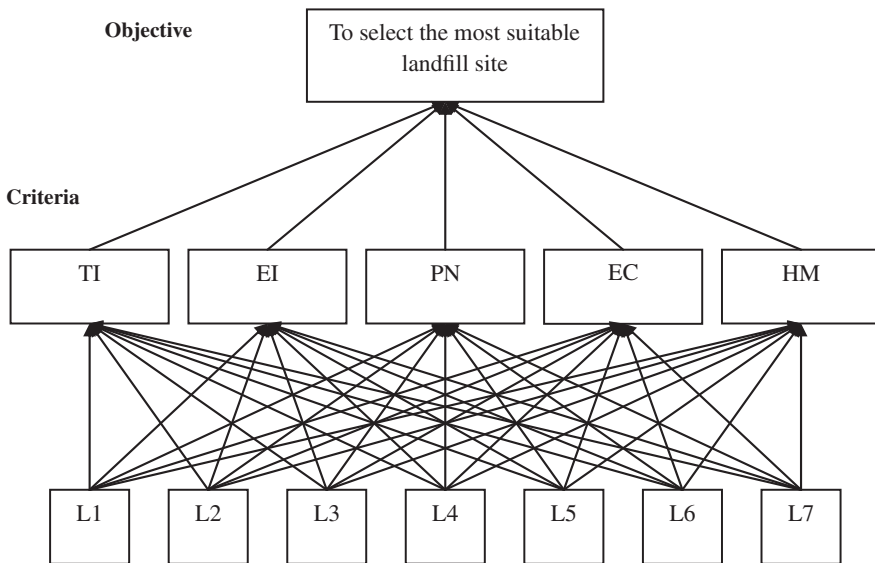 Objective
To select the most suitable
landfill site
Criteria
TI
EI
PN
EC
HM
L1
L2
L3
L4
L5
L6
L7